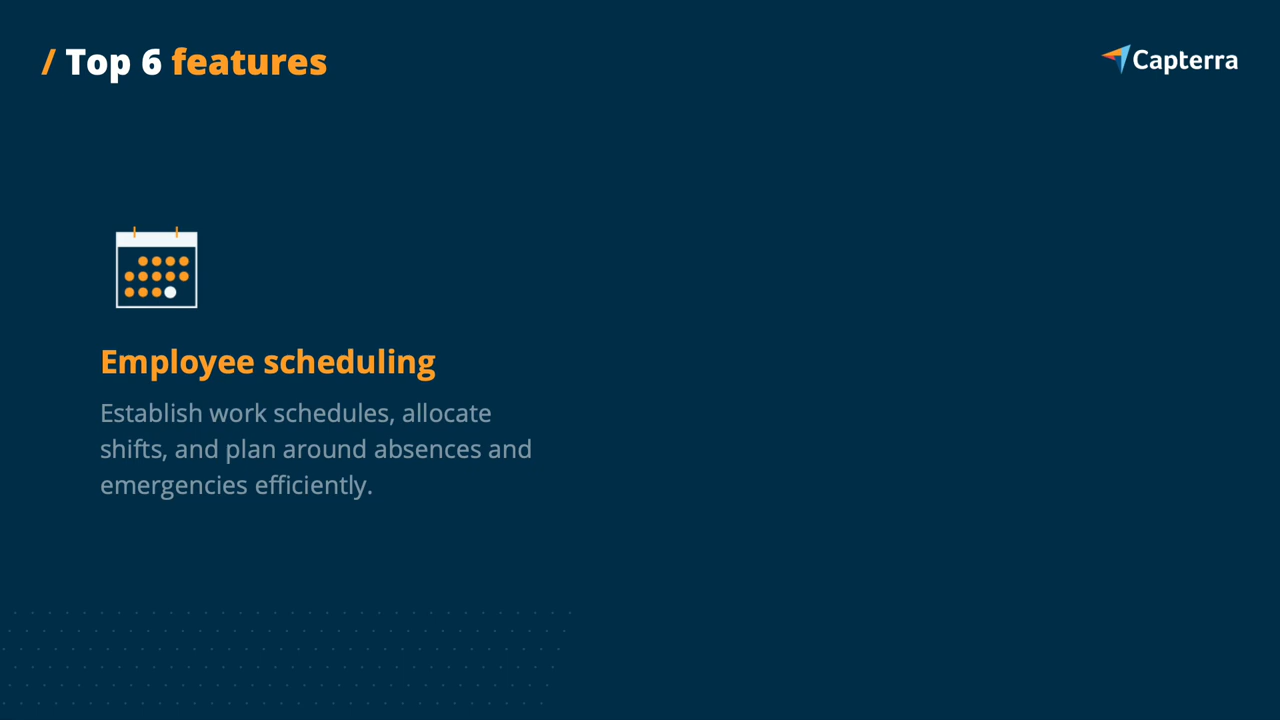 / Top 6 features
Capterra
Employee scheduling
Establish work schedules, allocate
shifts, and plan around absences and
emergencies efficiently.